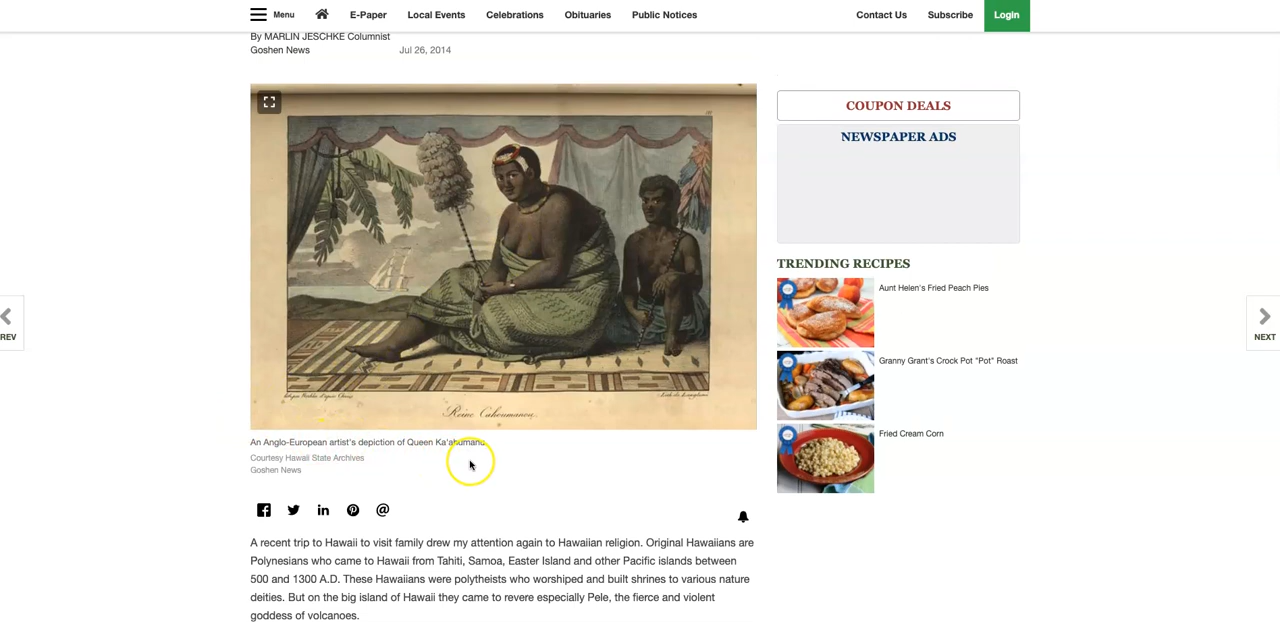 Menu
E-Paper
Local Events
Celebrations
Obituaries
Public Notices
Contact Us
Subscribe
Login
By MARLIN JESCHKE Columnist
Goshen News
Jul 26, 2014
Reine Cahoumanou.
An Anglo-European artist's depiction of Queen Ka'ahumanu
Courtesy Hawaii State Archives
Goshen News
A recent trip to Hawaii to visit family drew my attention again to Hawaiian religion. Original Hawaiians are
Polynesians who came to Hawaii from Tahiti, Samoa, Easter Island and other Pacific islands between
500 and 1300 A.D. These Hawaiians were polytheists who worshiped and built shrines to various nature
deities. But on the big island of Hawaii they came to revere especially Pele, the fierce and violent
goddess of volcanoes.
COUPON DEALS
NEWSPAPER ADS
TRENDING RECIPES
Aunt Helen's Fried Peach Pies
Granny Grant's Crock Pot "Pot" Roast
Fried Cream Corn
REV
NEXT